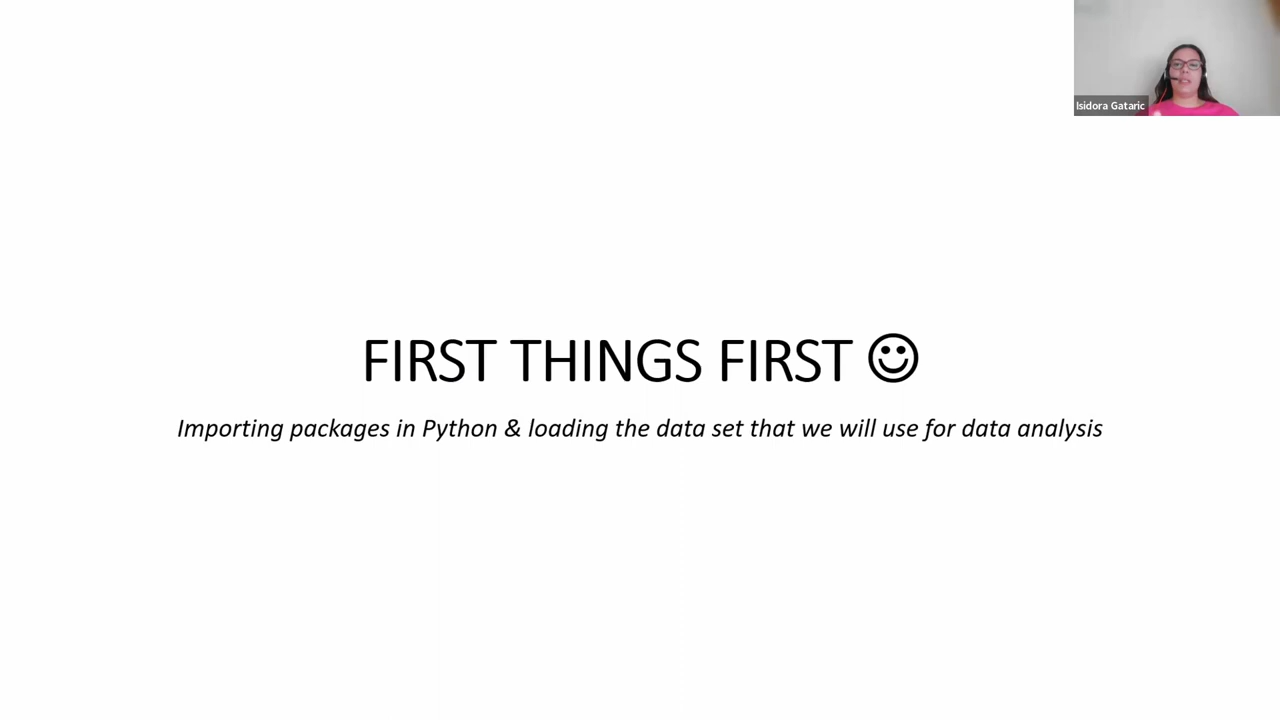 Isidora Gataric
FIRST THINGS FIRST ☺
Importing packages in Python & loading the data set that we will use for data analysis